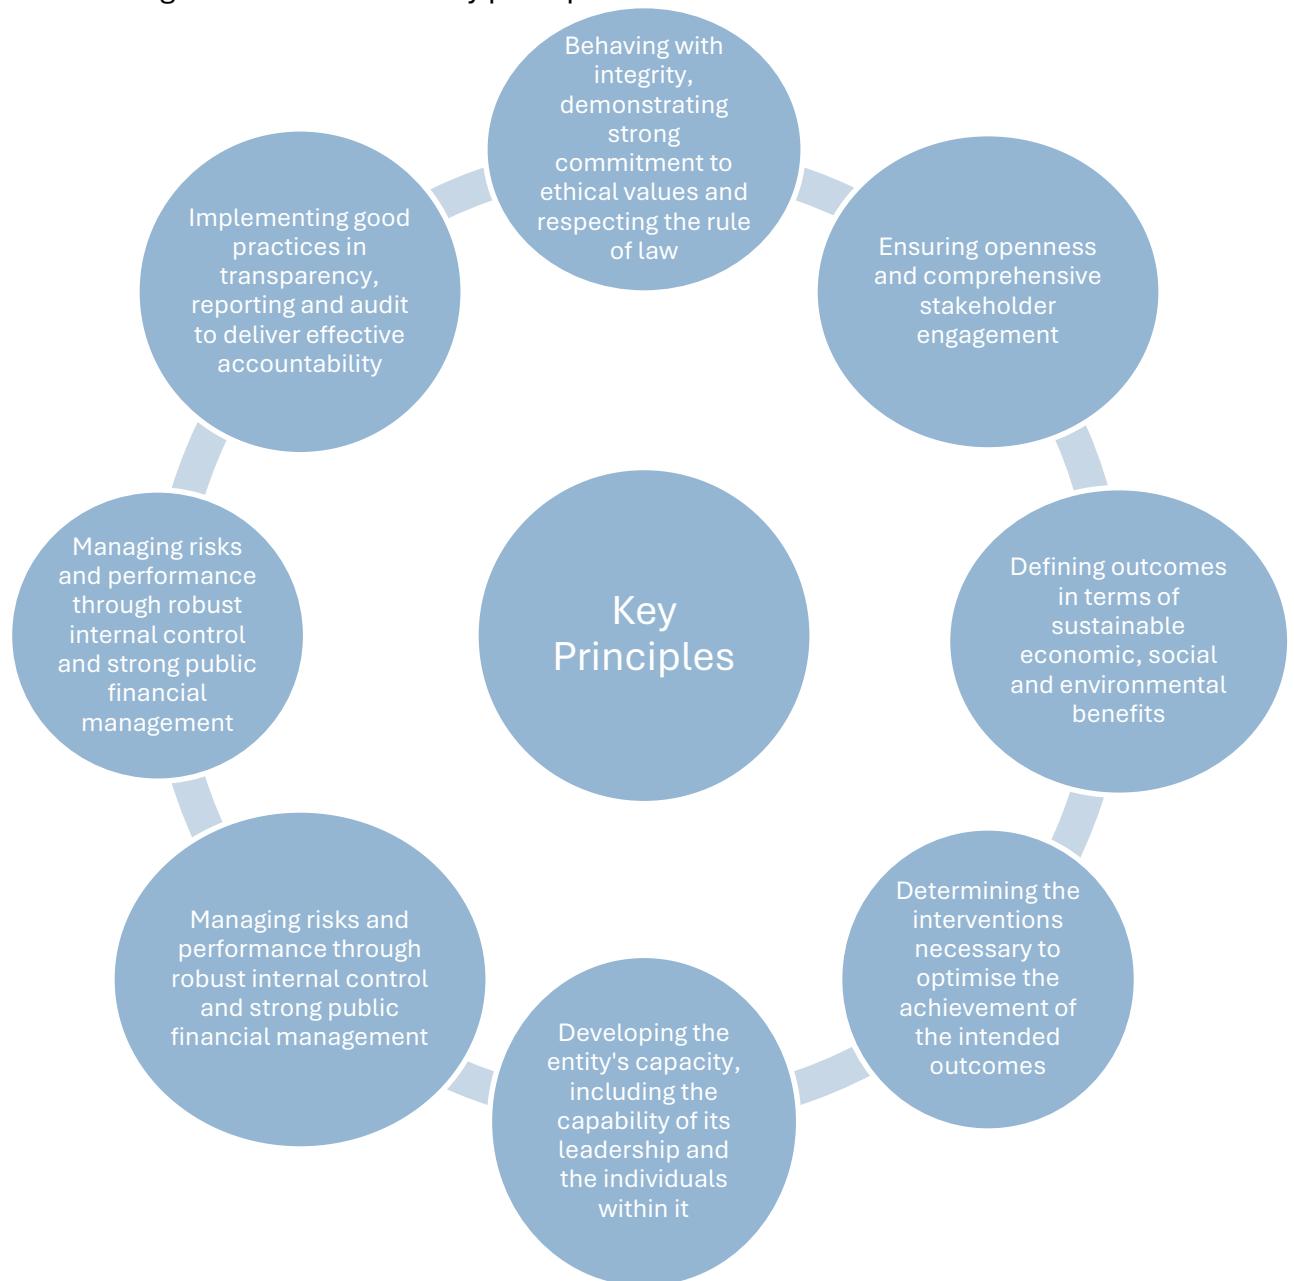 Behaving with
integrity,
demonstrating
strong
commitment to
ethical values and
respecting the rule
of law
Ensuring openness
and comprehensive
stakeholder
engagement
Defining outcomes
in terms of
sustainable
economic, social
and environmental
benefits
Determining the
interventions
necessary to
optimise the
achievement of
the intended
outcomes
Developing the
entity's capacity,
including the
capability of its
leadership and
the individuals
within it
Managing risks and
performance through
robust internal control
and strong public
financial management
Managing risks
and performance
through robust
internal control
and strong public
financial
management
Implementing good
practices in
transparency,
reporting and audit
to deliver effective
accountability
Key
Principles